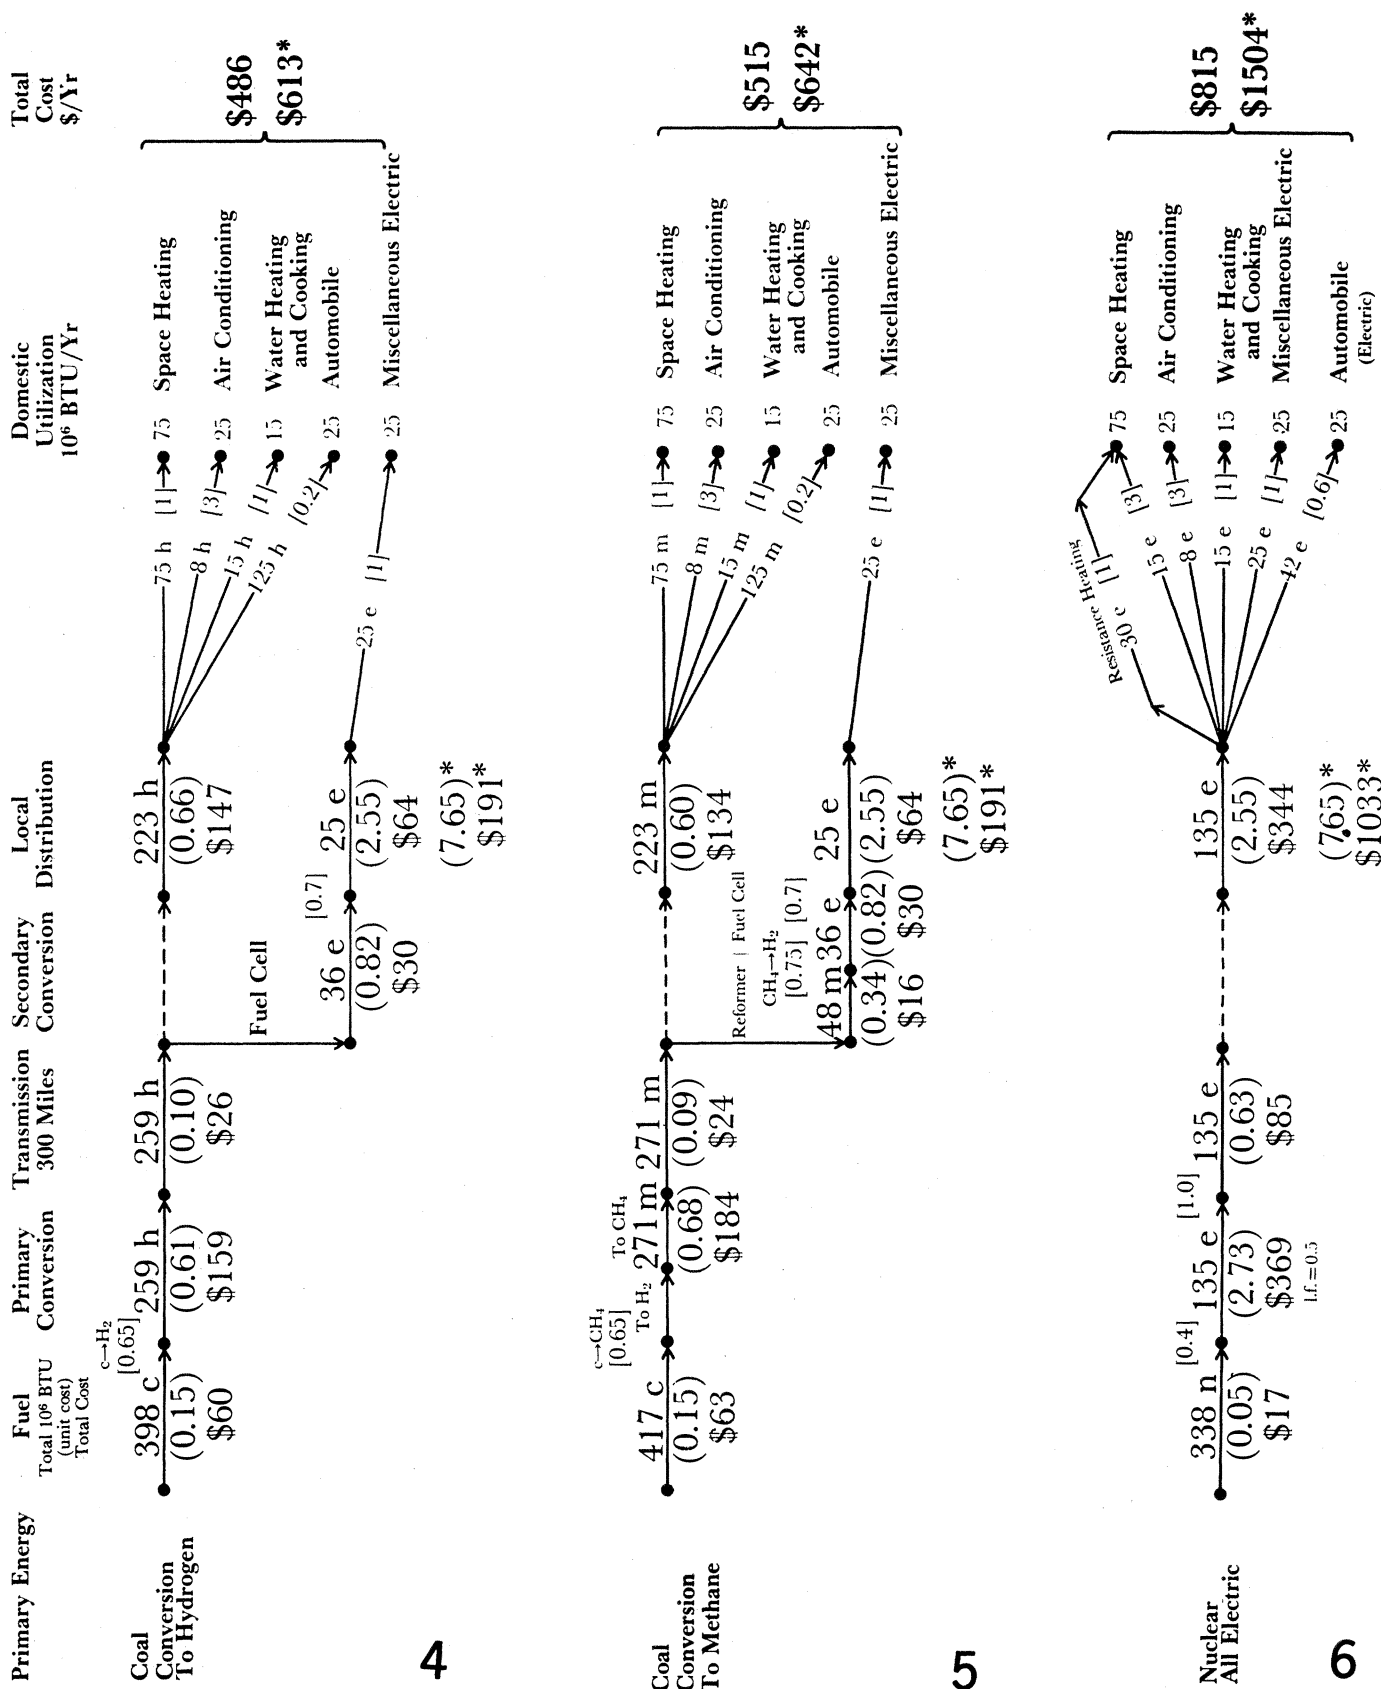 Primary Energy
Fuel
Total 10⁶ BTU
(unit cost)
Total Cost
Primary
Conversion
Transmission
300 Miles
Secondary
Conversion
Local
Distribution
Domestic
Utilization
10⁶ BTU/Yr
Total
Cost
$/Yr
Coal
Conversion
To Hydrogen
4
398 c
(0.15)
$60
c→H₂
[0.65]
259 h
(0.61)
$159
259 h
(0.10)
$26
Fuel Cell
36 e
(0.82)
$30
[0.7]
223 h
(0.66)
$147
25 e
(2.55)
$64
(7.65)*
$191*
75 h [1] 75 Space Heating
8 h [3] 25 Air Conditioning
15 h [1] 15 Water Heating
and Cooking
125 h [0.2] 25 Automobile
25 e [1] 25 Miscellaneous Electric
$486
$613*
Coal
Conversion
To Methane
5
417 c
(0.15)
$63
c→CH₄
[0.65]
To H₂
To CH₄
271 m
(0.68)
$184
271 m
(0.09)
$24
Reformer | Fuel Cell
CH₄→H₂
[0.75] [0.7]
48 m 36 e
(0.34) (0.82)
$16 $30
223 m
(0.60)
$134
25 e
(2.55)
$64
(7.65)*
$191*
75 m [1] 75 Space Heating
8 m [3] 25 Air Conditioning
15 m [1] 15 Water Heating
and Cooking
125 m [0.2] 25 Automobile
25 e [1] 25 Miscellaneous Electric
$515
$642*
Nuclear
All Electric
6
338 n
(0.05)
$17
[0.4]
135 e
(2.73)
$369
l.f.=0.5
[1.0]
135 e
(0.63)
$85
135 e
(2.55)
$344
(7.65)*
$1033*
Resistance Heating
30 e [1]
15 e [3] 75 Space Heating
8 e [3] 25 Air Conditioning
15 e [1] 15 Water Heating
and Cooking
25 e [1] 25 Miscellaneous Electric
42 e [0.6] 25 Automobile
(Electric)
$815
$1504*